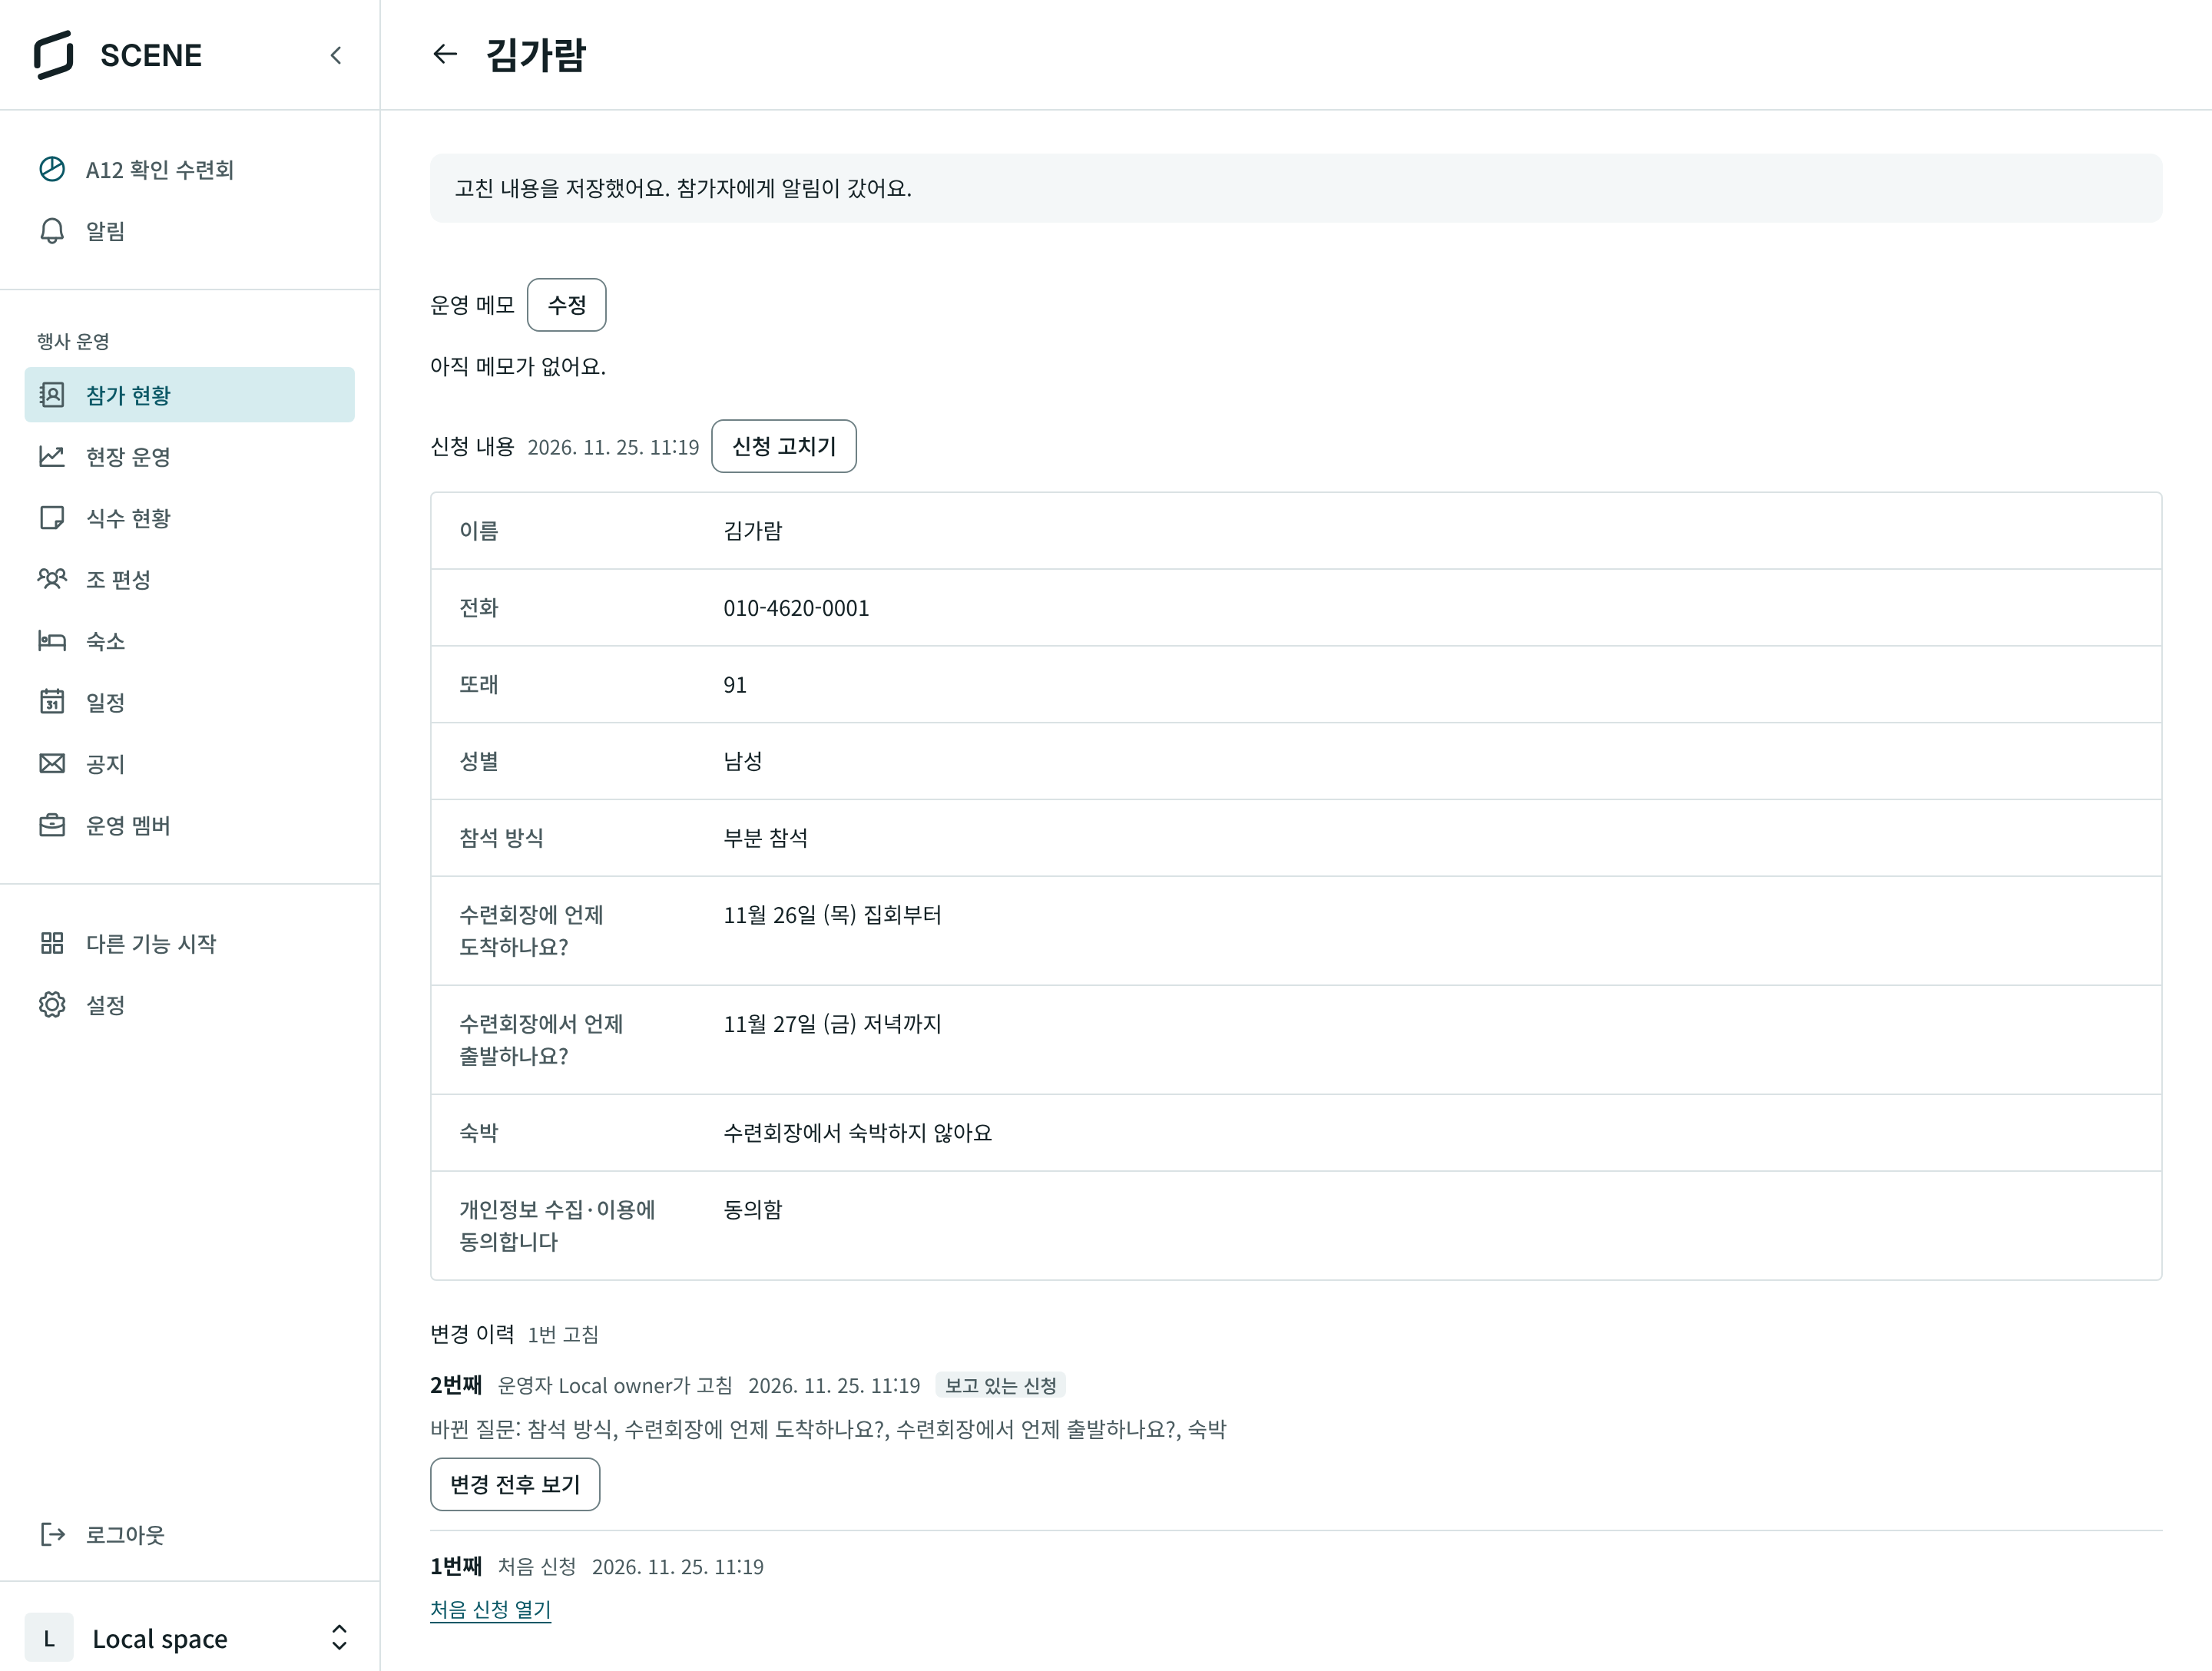 SCENE
A12 확인 수련회
알림
행사 운영
참가 현황
현장 운영
식수 현황
조 편성
숙소
31
일정
공지
운영 멤버
다른 기능 시작
설정
로그아웃
L
Local space
김가람
고친 내용을 저장했어요. 참가자에게 알림이 갔어요.
운영 메모 수정
아직 메모가 없어요.
신청 내용 2026. 11. 25. 11:19 신청 고치기
이름 김가람
전화 010-4620-0001
또래 91
성별 남성
참석 방식 부분 참석
수련회장에 언제 11월 26일 (목) 집회부터
도착하나요?
수련회장에서 언제 11월 27일 (금) 저녁까지
출발하나요?
숙박 수련회장에서 숙박하지 않아요
개인정보 수집·이용에 동의함
동의합니다
변경 이력 1번 고침
2번째 운영자 Local owner가 고침 2026. 11. 25. 11:19 보고 있는 신청
바뀐 질문: 참석 방식, 수련회장에 언제 도착하나요?, 수련회장에서 언제 출발하나요?, 숙박
변경 전후 보기
1번째 처음 신청 2026. 11. 25. 11:19
처음 신청 열기